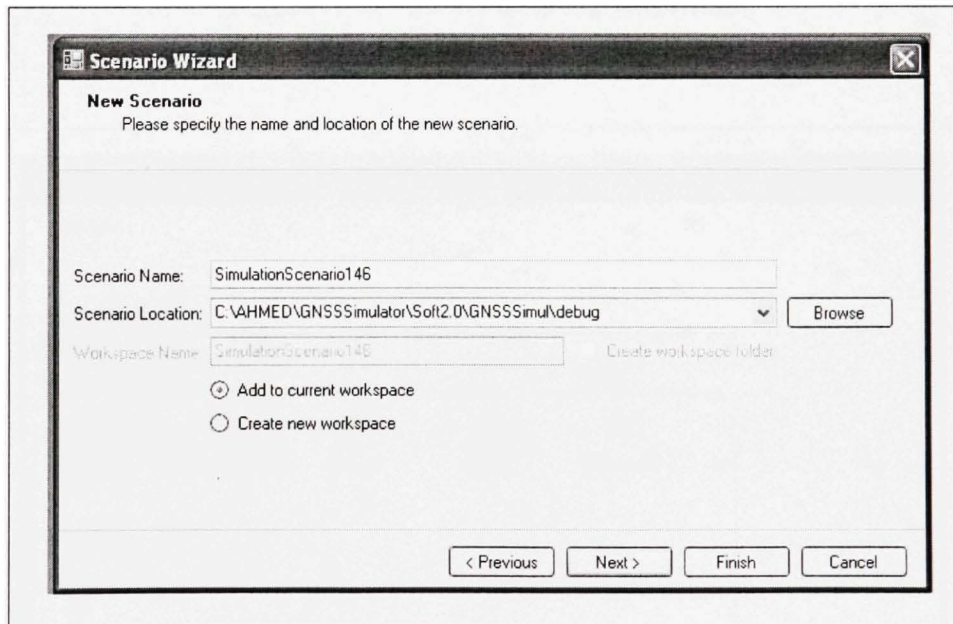 Scenario Wizard
New Scenario
Please specify the name and location of the new scenario.
Scenario Name: SimulationScenario146
Scenario Location: C:\AHMED\GNSSSimulator\Soft2.0\GNSSSimul\debug Browse
Workspace Name SimulationScenario146 Create workspace folder
Add to current workspace
Create new workspace
< Previous Next > Finish Cancel